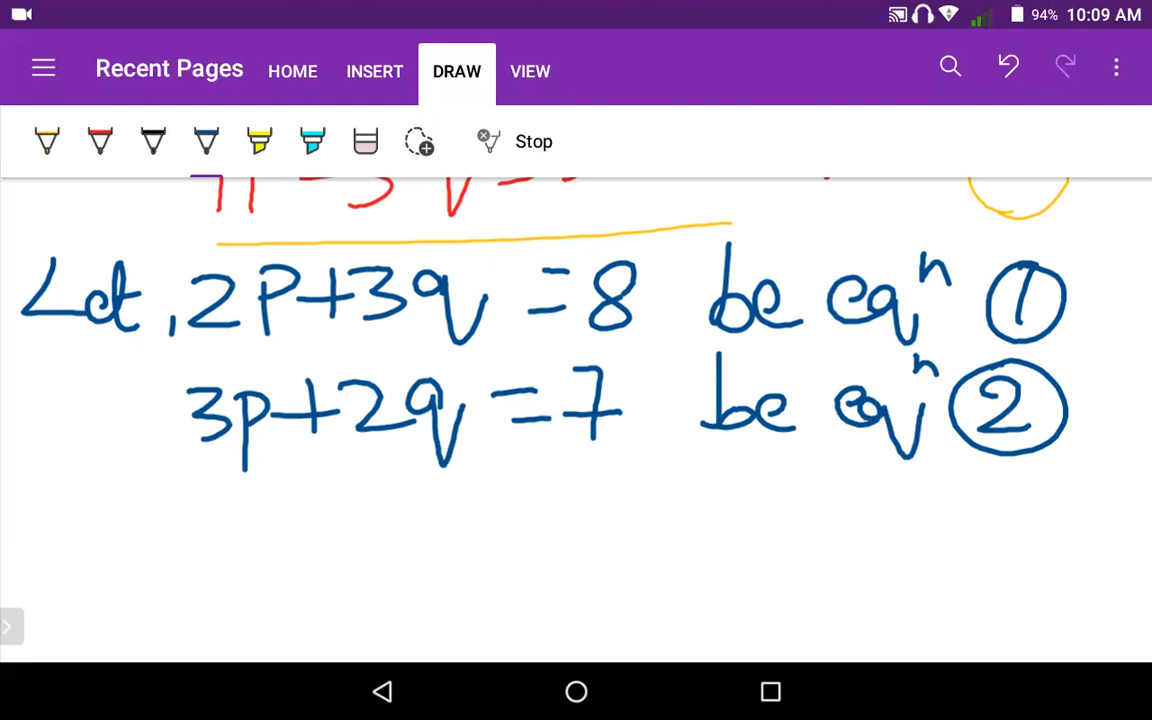 94% 10:09 AM
Recent Pages HOME INSERT DRAW VIEW
Stop
Let, 2P+3q = 8 be eqⁿ 1
3p+2q = 7 be eqⁿ 2